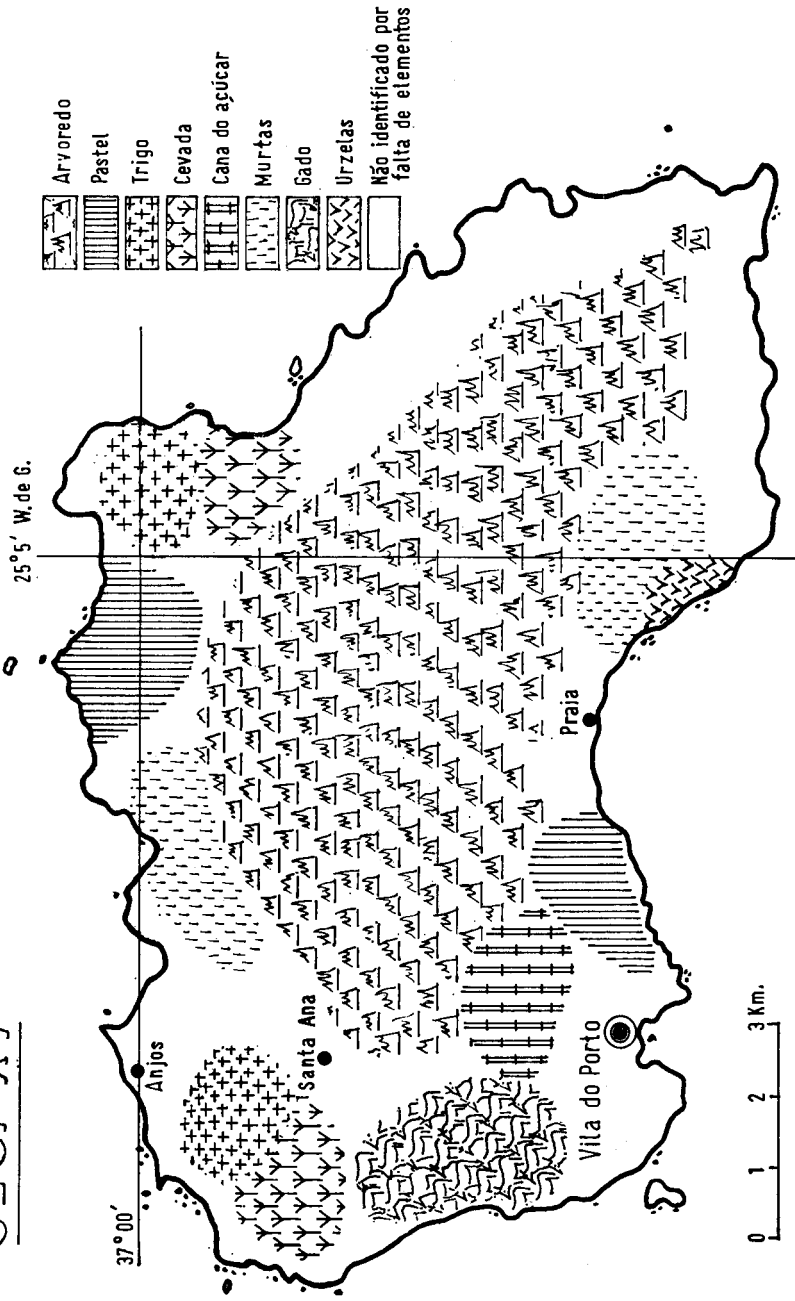 25°5' W. de G.
Arvoredo
Pastel
Trigo
Cevada
Cana do açúcar
Murtas
Gado
Urzelas
Não identificado por
falta de elementos
37°00'
Anjos
Santa Ana
Praia
Vila do Porto
0 1 2 3 Km.